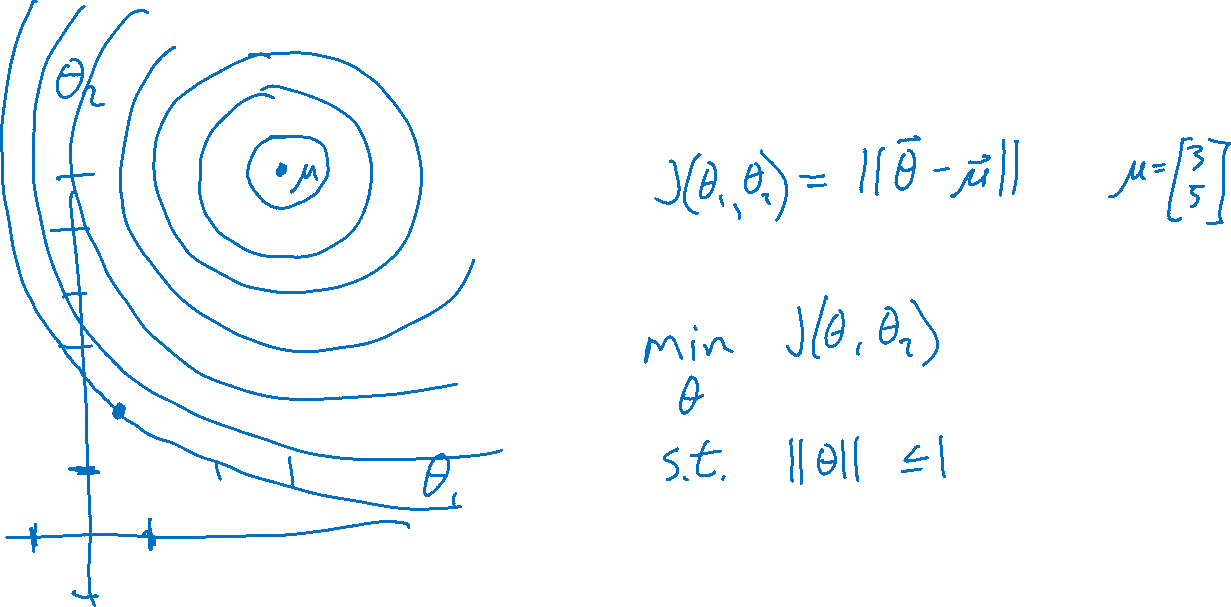 θ₂
μ
J(θ₁, θ₂) = ||θ⃗ - μ⃗||
μ = [3
5]
min J(θ, θ₂)
θ
s.t. ||θ|| ≤ 1
θ₁